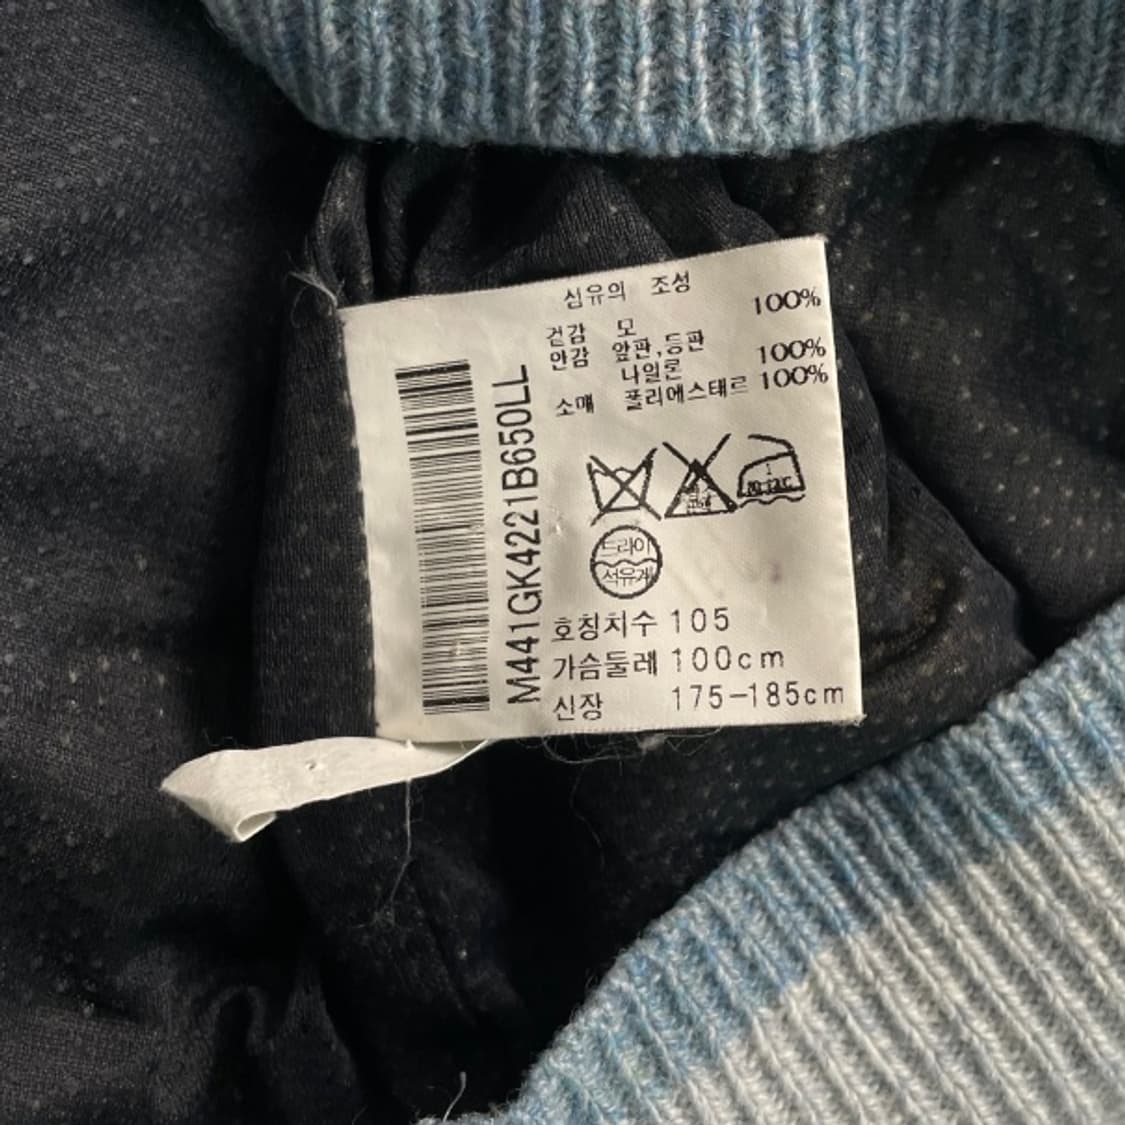 섬유의 조성
100%
겉감 모
안감 앞판,등판 100%
나일론
소매 폴리에스테르 100%
드라이
석유계
호칭치수 105
가슴둘레 100cm
신장 175-185cm
M441GK4221B650LL